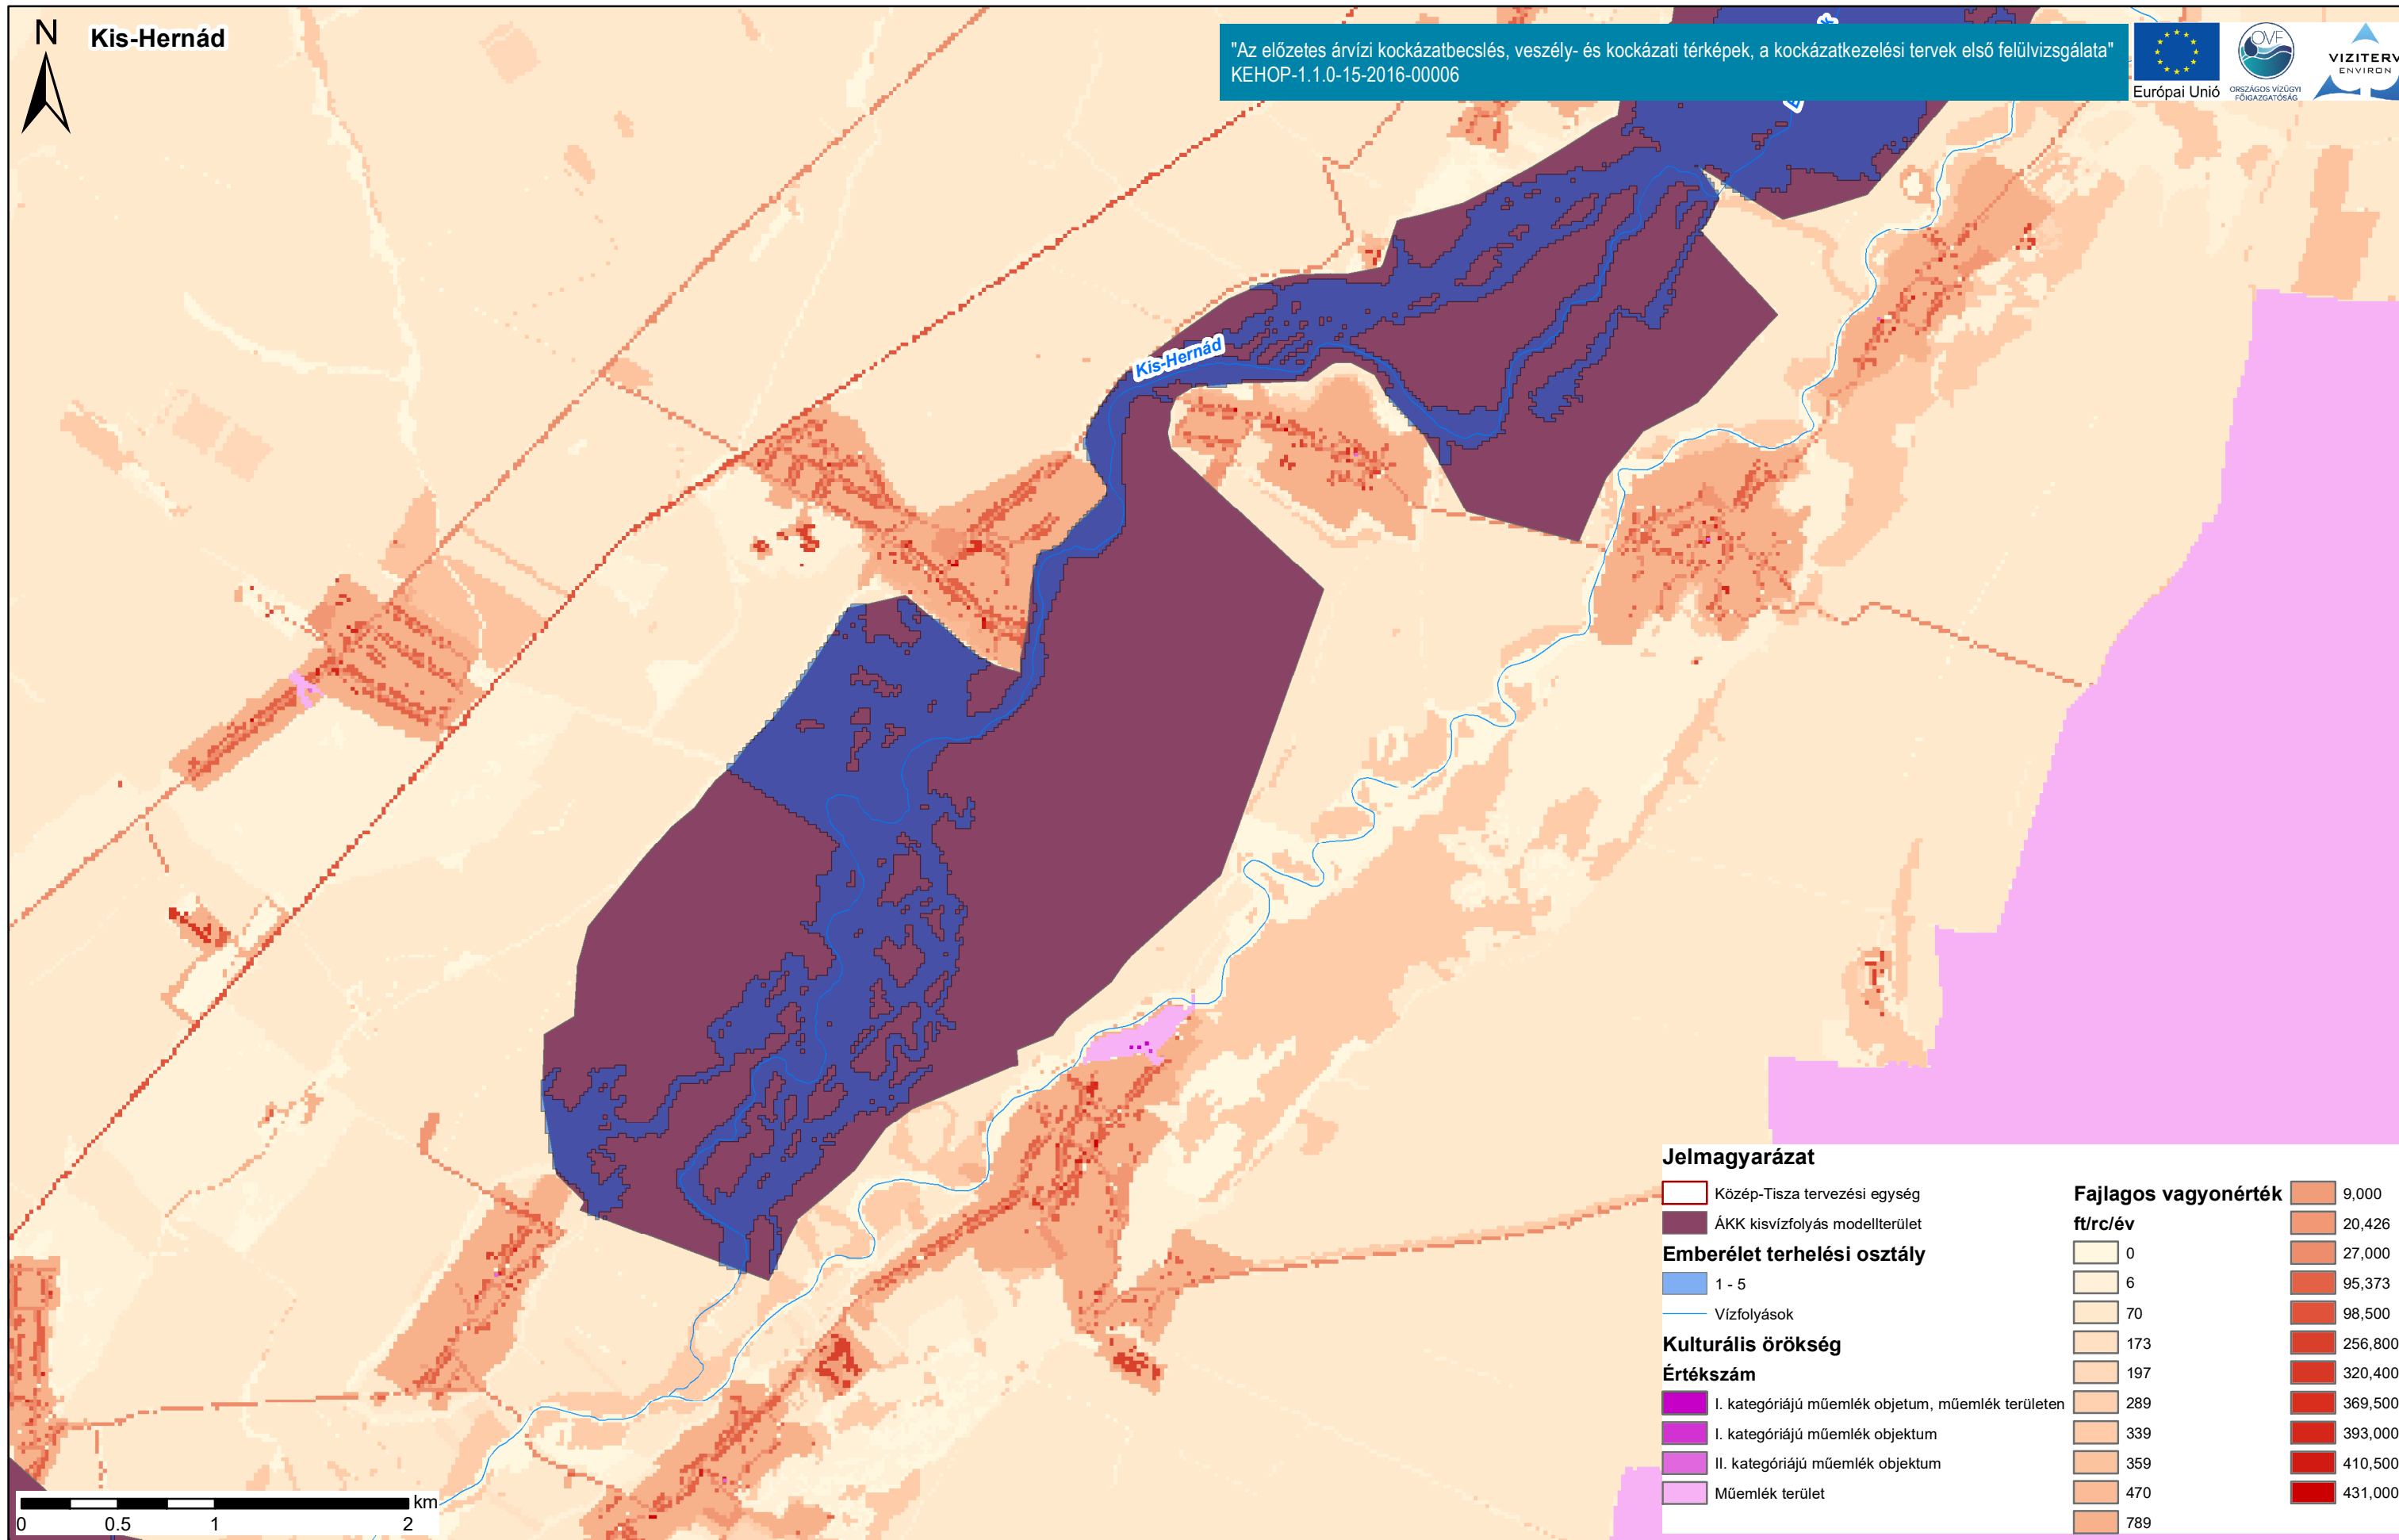 N
Kis-Hernád
"Az előzetes árvízi kockázatbecslés, veszély- és kockázati térképek, a kockázatkezelési tervek első felülvizsgálata"
KEHOP-1.1.0-15-2016-00006
Európai Unió
OVF
ORSZÁGOS VÍZÜGYI
FŐIGAZGATÓSÁG
VIZITERV
ENVIRON
Kis-Hernád
Jelmagyarázat
Közép-Tisza tervezési egység
ÁKK kisvízfolyás modellterület
Emberélet terhelési osztály
1 - 5
Vízfolyások
Kulturális örökség
Értékszám
I. kategóriájú műemlék objetum, műemlék területen
I. kategóriájú műemlék objektum
II. kategóriájú műemlék objektum
Műemlék terület
Fajlagos vagyonérték
ft/rc/év
0
6
70
173
197
289
339
359
470
789
9,000
20,426
27,000
95,373
98,500
256,800
320,400
369,500
393,000
410,500
431,000
km
0 0.5 1 2